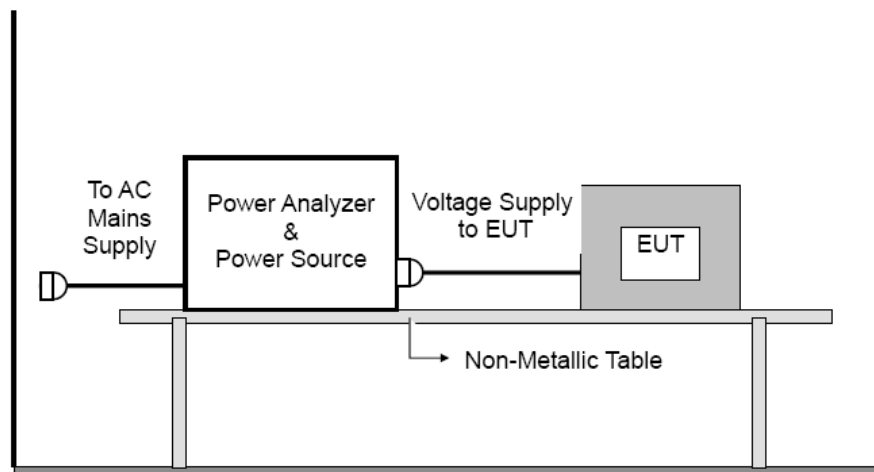 To AC
Mains
Supply
Power Analyzer
&
Power Source
Voltage Supply
to EUT
EUT
Non-Metallic Table